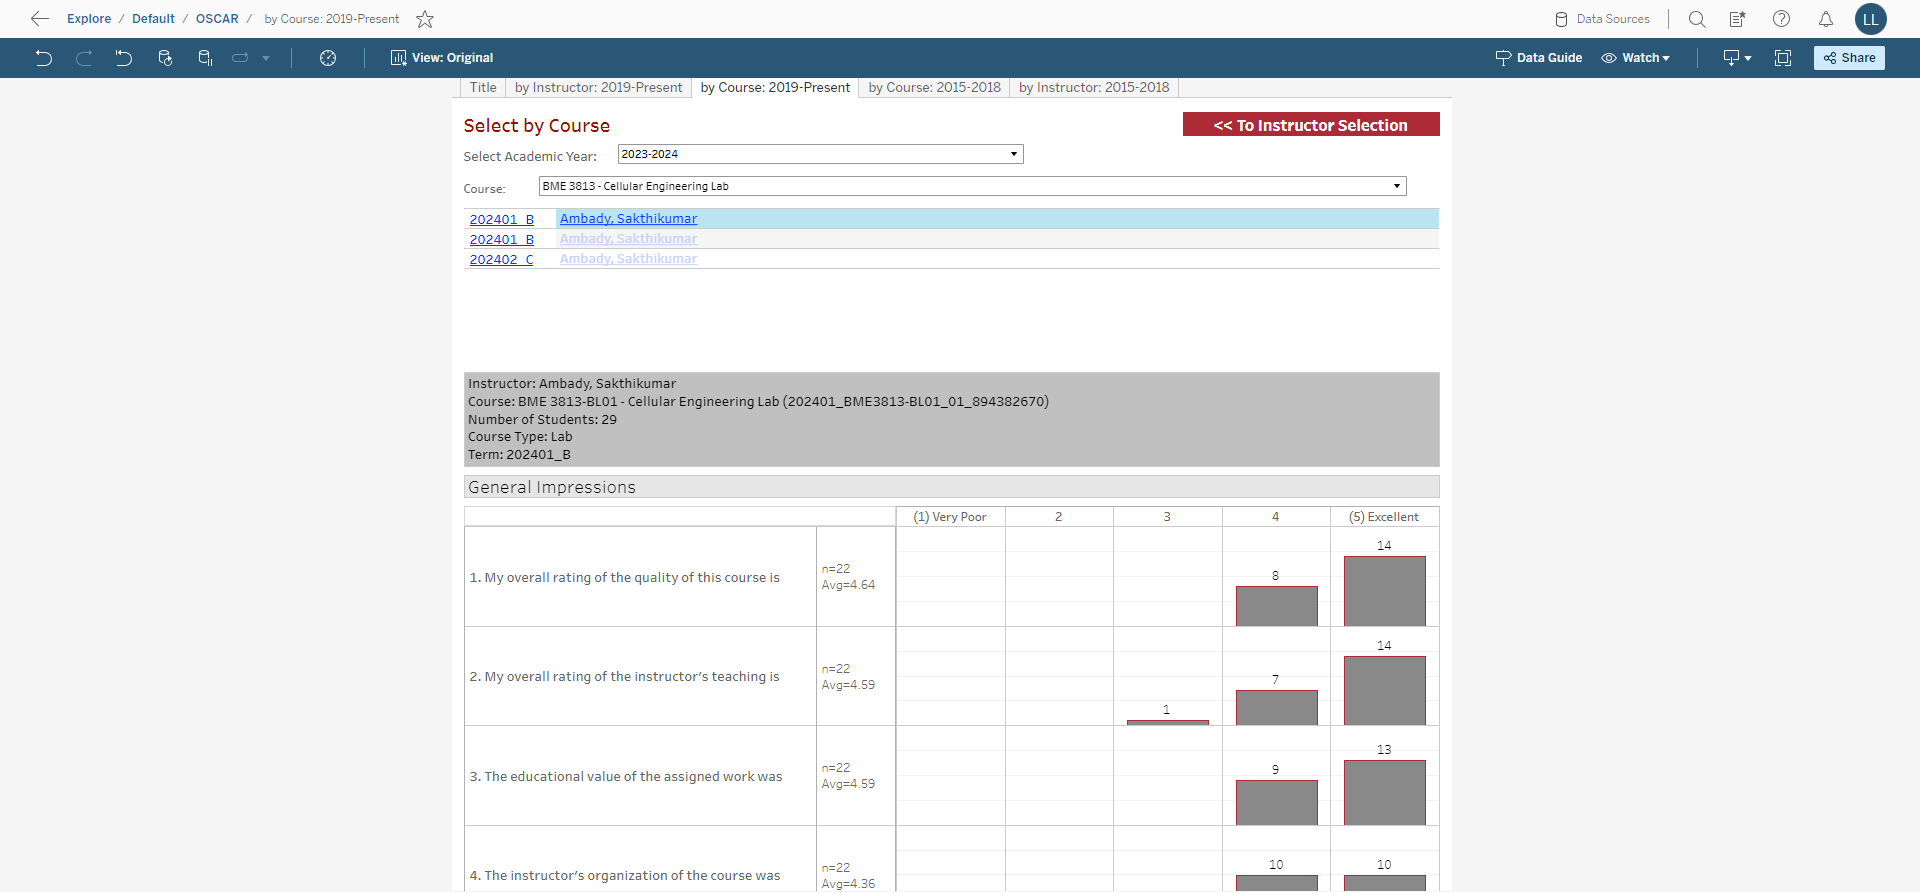 Explore / Default / OSCAR / by Course: 2019-Present
Data Sources
LL
View: Original
Data Guide
Watch
Share
Title
by Instructor: 2019-Present
by Course: 2019-Present
by Course: 2015-2018
by Instructor: 2015-2018
Select by Course
<< To Instructor Selection
Select Academic Year:
2023-2024
Course:
BME 3813 - Cellular Engineering Lab
202401_B Ambady, Sakthikumar
202401_B Ambady, Sakthikumar
202402_C Ambady, Sakthikumar
Instructor: Ambady, Sakthikumar
Course: BME 3813-BL01 - Cellular Engineering Lab (202401_BME3813-BL01_01_894382670)
Number of Students: 29
Course Type: Lab
Term: 202401_B
General Impressions
(1) Very Poor 2 3 4 (5) Excellent
1. My overall rating of the quality of this course is
n=22
Avg=4.64
8
14
2. My overall rating of the instructor's teaching is
n=22
Avg=4.59
1
7
14
3. The educational value of the assigned work was
n=22
Avg=4.59
9
13
4. The instructor's organization of the course was
n=22
Avg=4.36
10
10